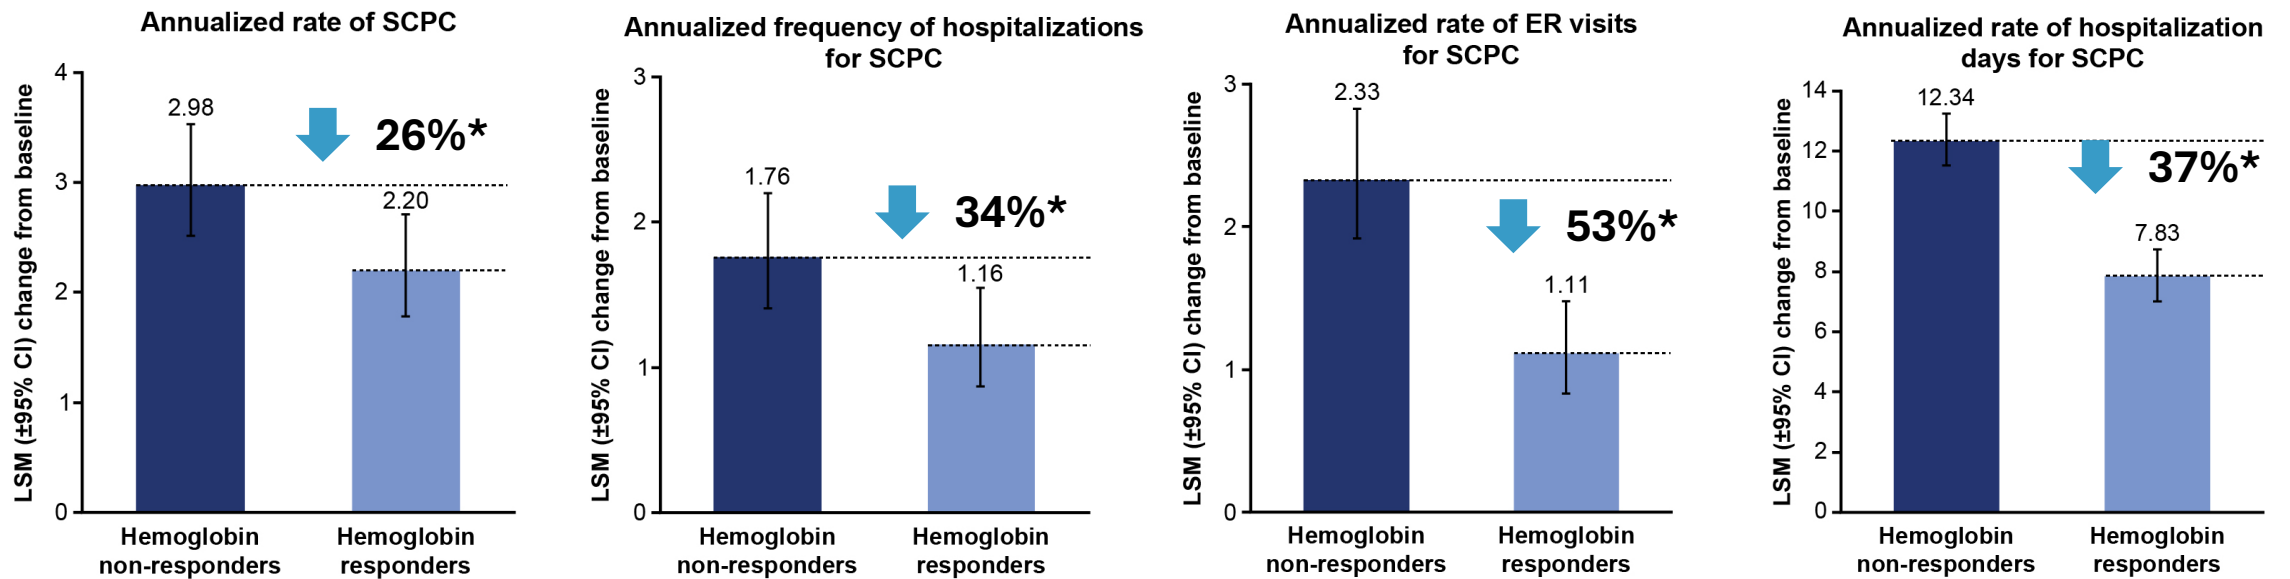 Annualized rate of SCPC
LSM (±95% CI) change from baseline
4
3
2
1
0
2.98
26%*
2.20
Hemoglobin
non-responders
Hemoglobin
responders
Annualized frequency of hospitalizations
for SCPC
LSM (±95% CI) change from baseline
3
2
1
0
1.76
34%*
1.16
Hemoglobin
non-responders
Hemoglobin
responders
Annualized rate of ER visits
for SCPC
LSM (±95% CI) change from baseline
3
2
1
0
2.33
53%*
1.11
Hemoglobin
non-responders
Hemoglobin
responders
Annualized rate of hospitalization
days for SCPC
LSM (±95% CI) change from baseline
14
12
10
8
6
4
2
0
12.34
37%*
7.83
Hemoglobin
non-responders
Hemoglobin
responders